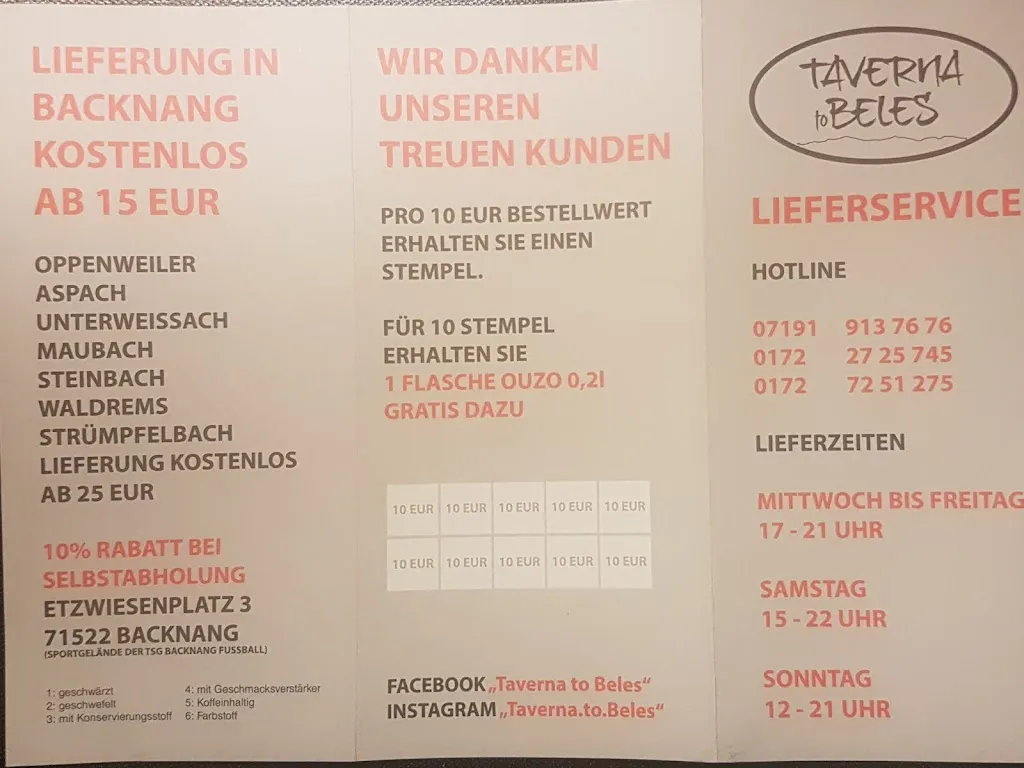 LIEFERUNG IN
BACKNANG
KOSTENLOS
AB 15 EUR
OPPENWEILER
ASPACH
UNTERWEISSACH
MAUBACH
STEINBACH
WALDREMS
STRÜMPFELBACH
LIEFERUNG KOSTENLOS
AB 25 EUR
10% RABATT BEI
SELBSTABHOLUNG
ETZWIESENPLATZ 3
71522 BACKNANG
(SPORTGELÄNDE DER TSG BACKNANG FUSSBALL)
1: geschwärzt
2: geschwefelt
3: mit Konservierungsstoff
4: mit Geschmacksverstärker
5: Koffeinhaltig
6: Farbstoff
WIR DANKEN
UNSEREN
TREUEN KUNDEN
PRO 10 EUR BESTELLWERT
ERHALTEN SIE EINEN
STEMPEL.
FÜR 10 STEMPEL
ERHALTEN SIE
1 FLASCHE OUZO 0,2l
GRATIS DAZU
10 EUR 10 EUR 10 EUR 10 EUR 10 EUR
10 EUR 10 EUR 10 EUR 10 EUR 10 EUR
FACEBOOK „Taverna to Beles“
INSTAGRAM „Taverna.to.Beles“
TAVERNA
to BELES
LIEFERSERVICE
HOTLINE
07191 913 76 76
0172 27 25 745
0172 72 51 275
LIEFERZEITEN
MITTWOCH BIS FREITAG
17 - 21 UHR
SAMSTAG
15 - 22 UHR
SONNTAG
12 - 21 UHR